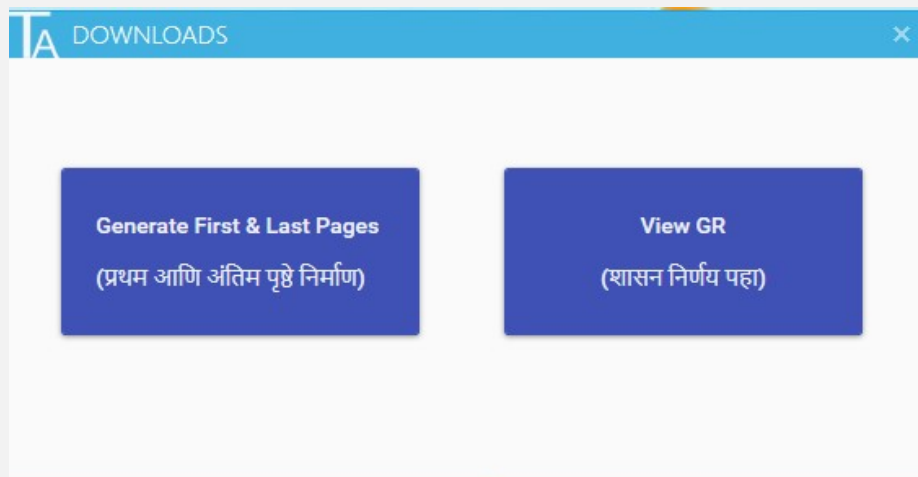 TA DOWNLOADS ×
Generate First & Last Pages
(प्रथम आणि अंतिम पृष्ठे निर्माण)
View GR
(शासन निर्णय पहा)